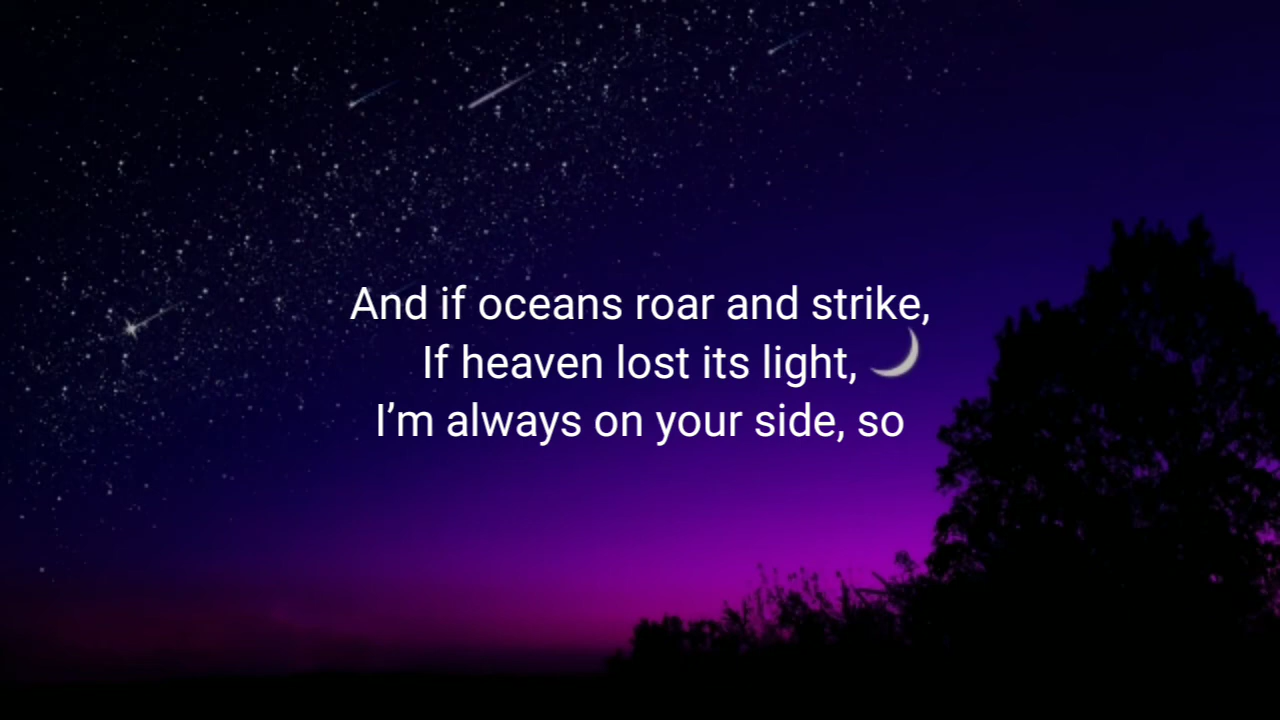 And if oceans roar and strike,
If heaven lost its light,
I’m always on your side, so